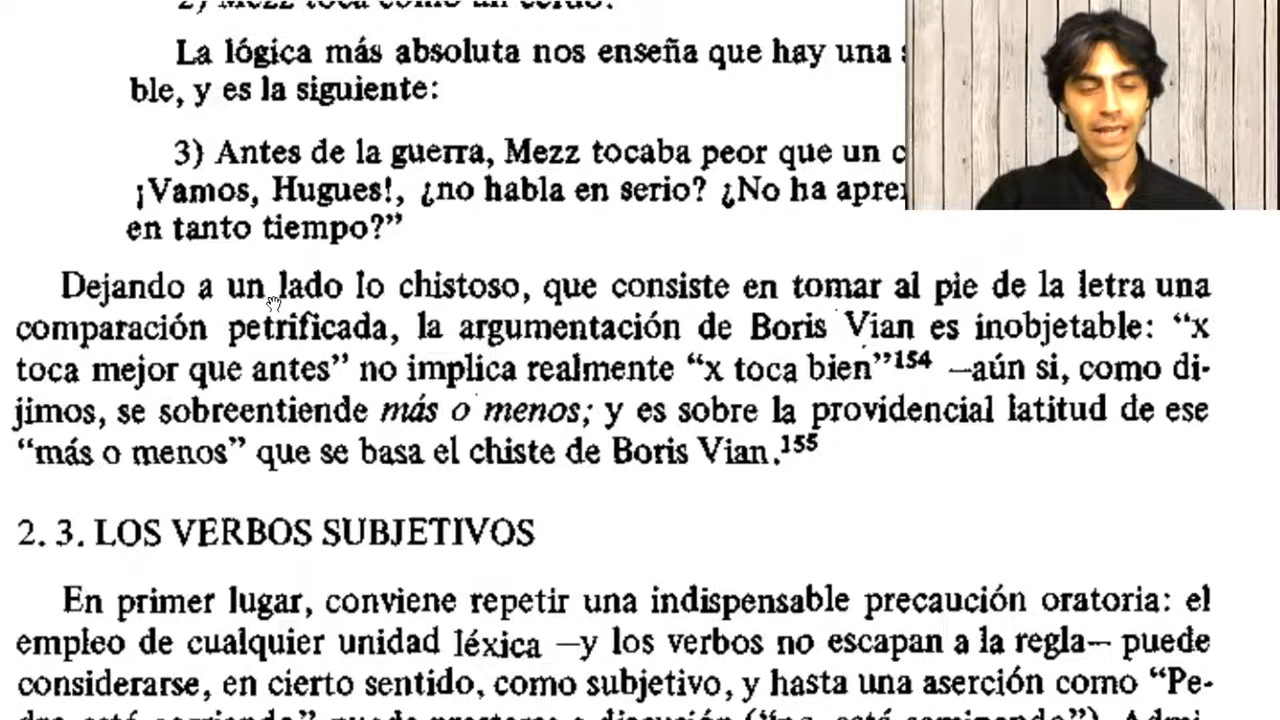 2) Mezz toca como un cerdo.
La lógica más absoluta nos enseña que hay una
ble, y es la siguiente:
3) Antes de la guerra, Mezz tocaba peor que un
¡Vamos, Hugues!, ¿no habla en serio? ¿No ha
en tanto tiempo?”
Dejando a un lado lo chistoso, que consiste en tomar al pie de la letra una
comparación petrificada, la argumentación de Boris Vian es inobjetable: “x
toca mejor que antes” no implica realmente “x toca bien”154 —aún si, como di-
jimos, se sobreentiende más o menos; y es sobre la providencial latitud de ese
“más o menos” que se basa el chiste de Boris Vian.155
2. 3. LOS VERBOS SUBJETIVOS
En primer lugar, conviene repetir una indispensable precaución oratoria: el
empleo de cualquier unidad léxica —y los verbos no escapan a la regla— puede
considerarse, en cierto sentido, como subjetivo, y hasta una aserción como “Pe-